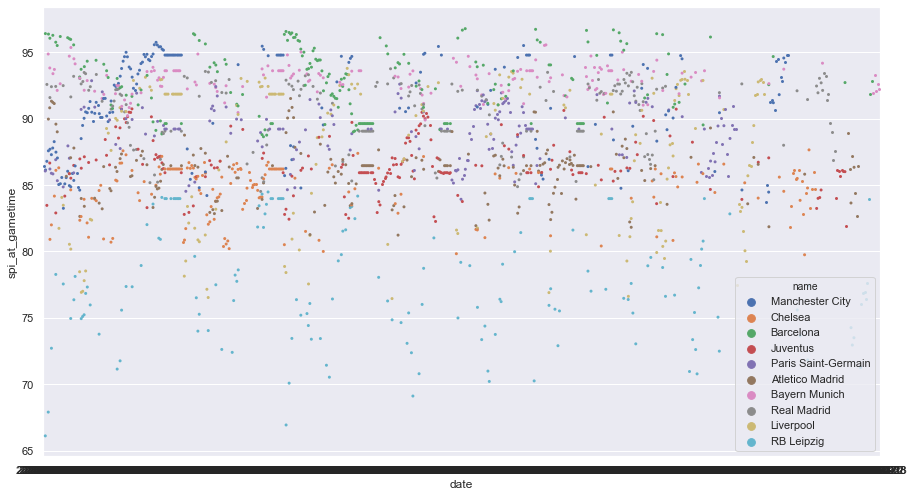 spi_at_gametime
95
90
85
80
75
70
65
date
name
Manchester City
Chelsea
Barcelona
Juventus
Paris Saint-Germain
Atletico Madrid
Bayern Munich
Real Madrid
Liverpool
RB Leipzig